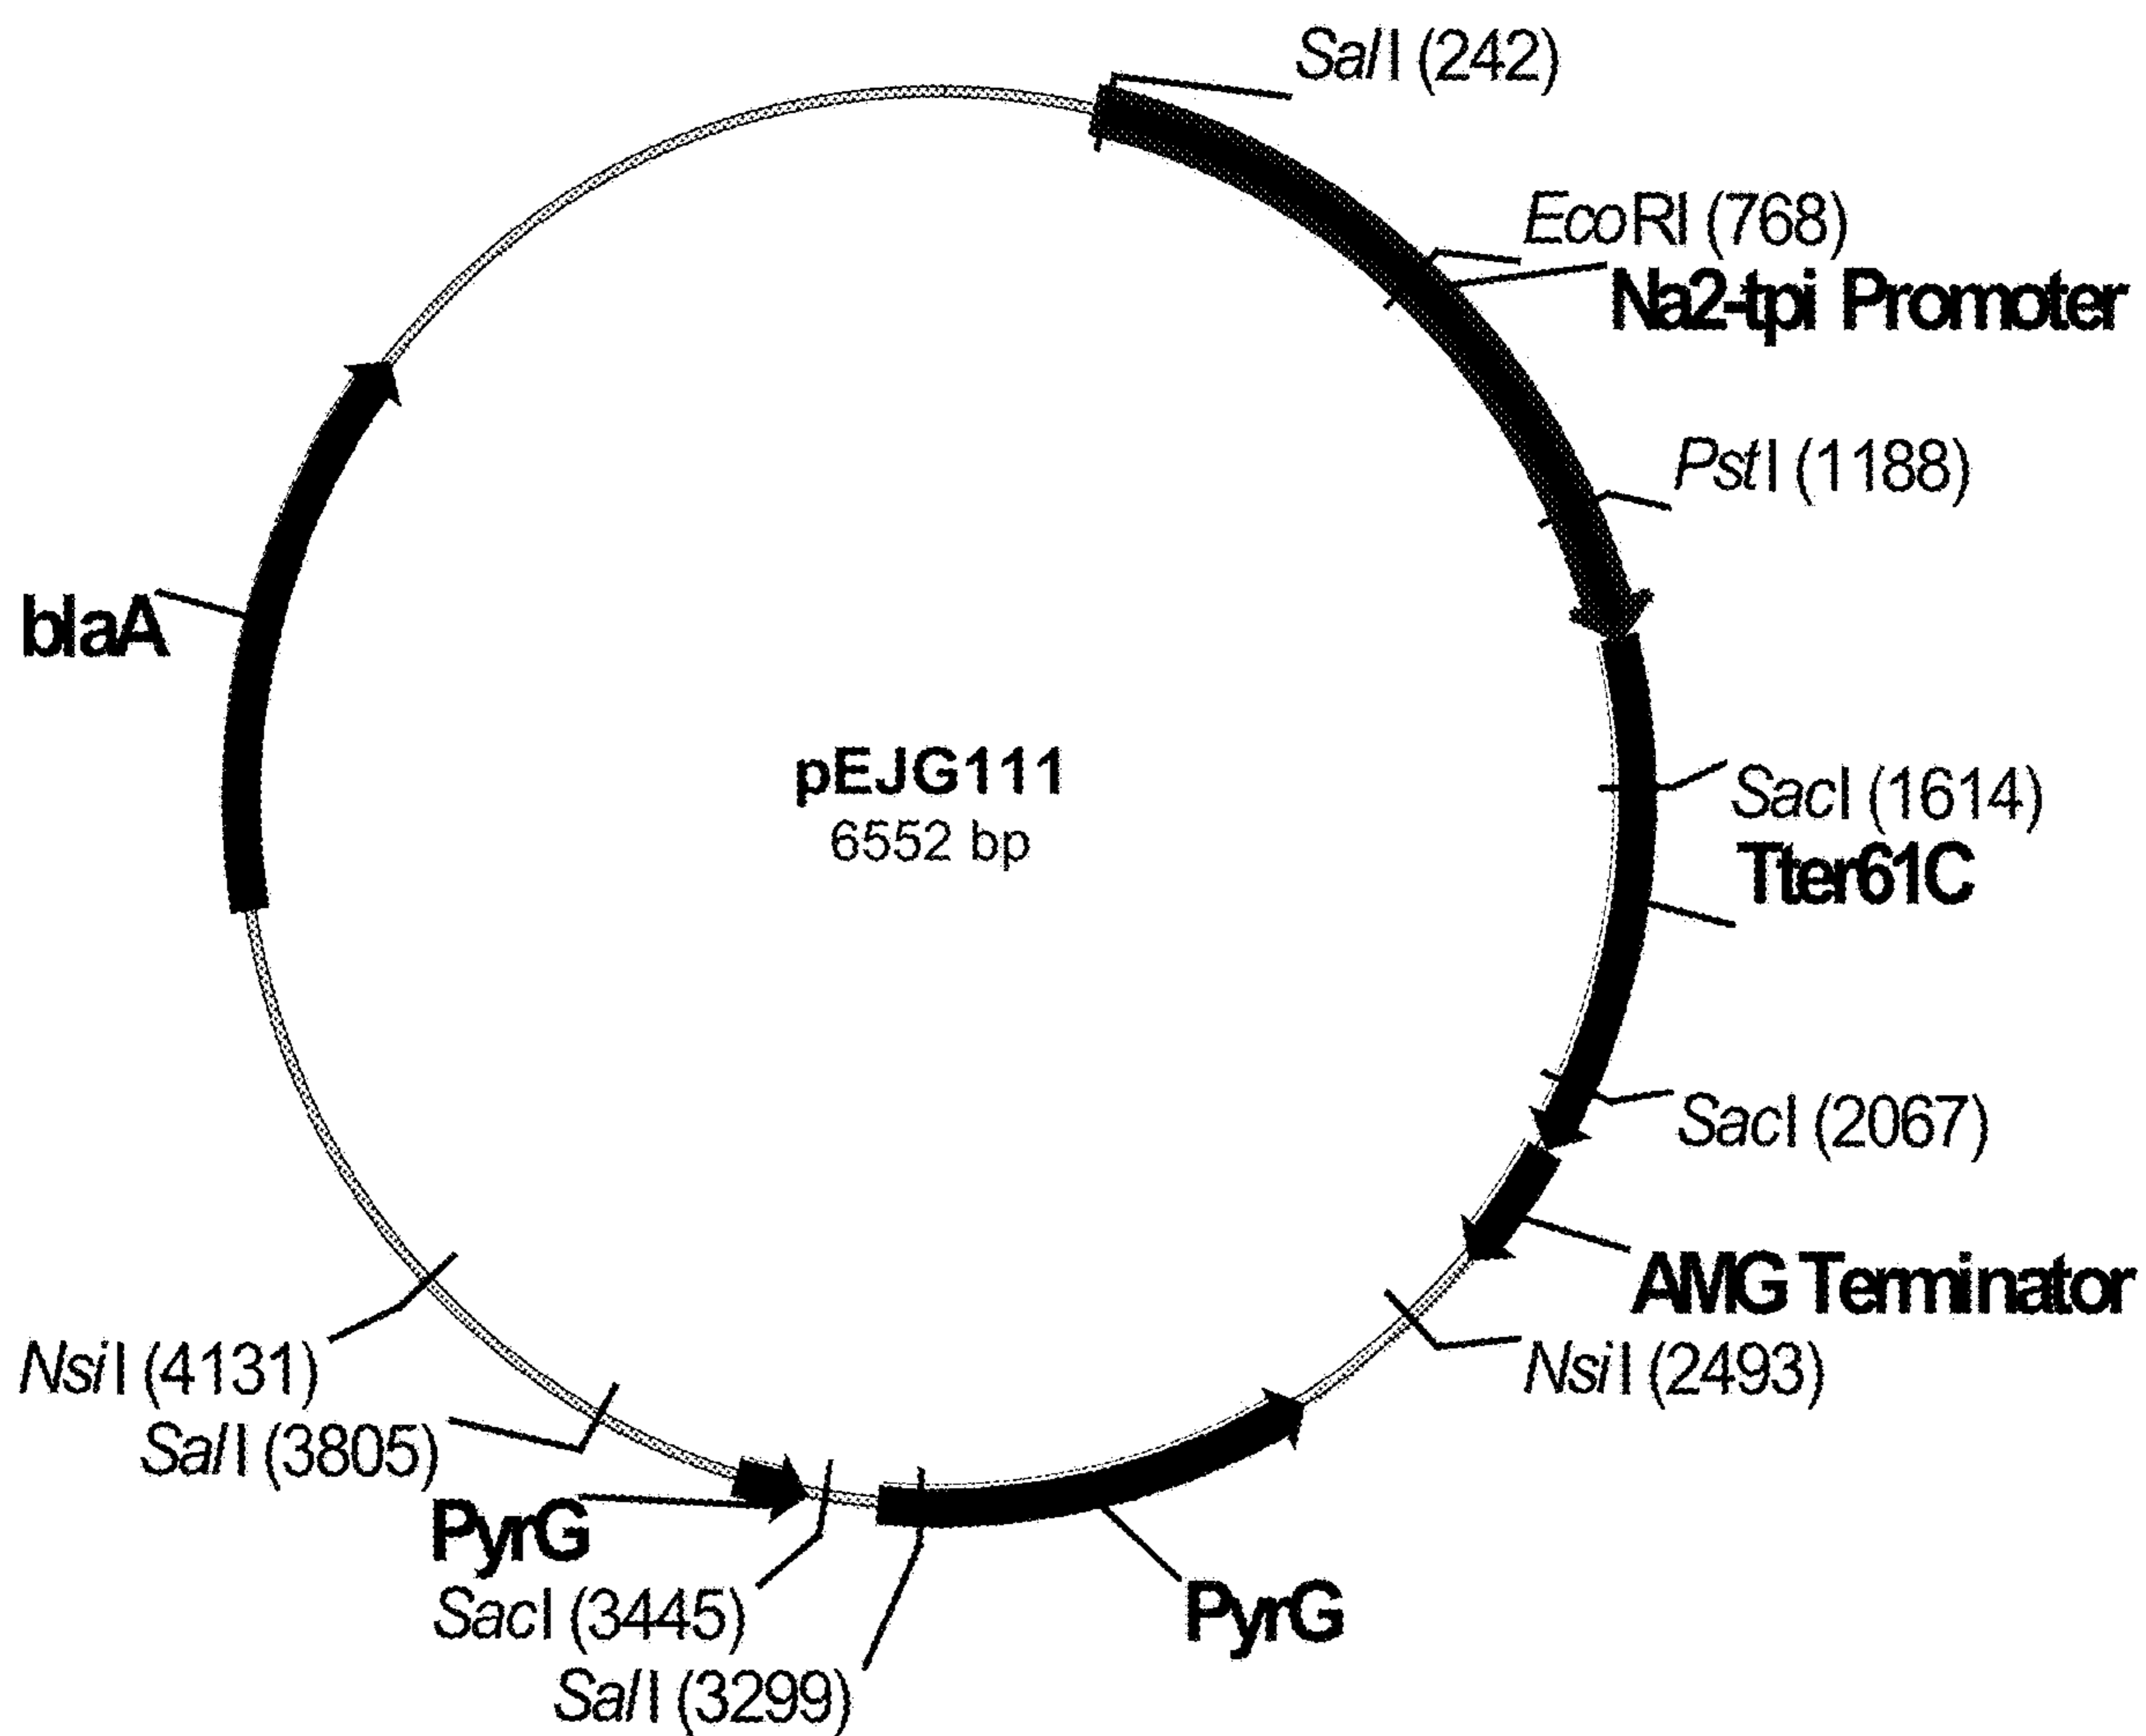 SalI (242)
EcoRI (768)
Na2-tpi Promoter
PstI (1188)
blaA
pEJG111
6552 bp
SacI (1614)
Tter61C
SacI (2067)
AMG Terminator
NsiI (4131)
NsiI (2493)
SalI (3805)
PyrG
SacI (3445)
PyrG
SalI (3299)